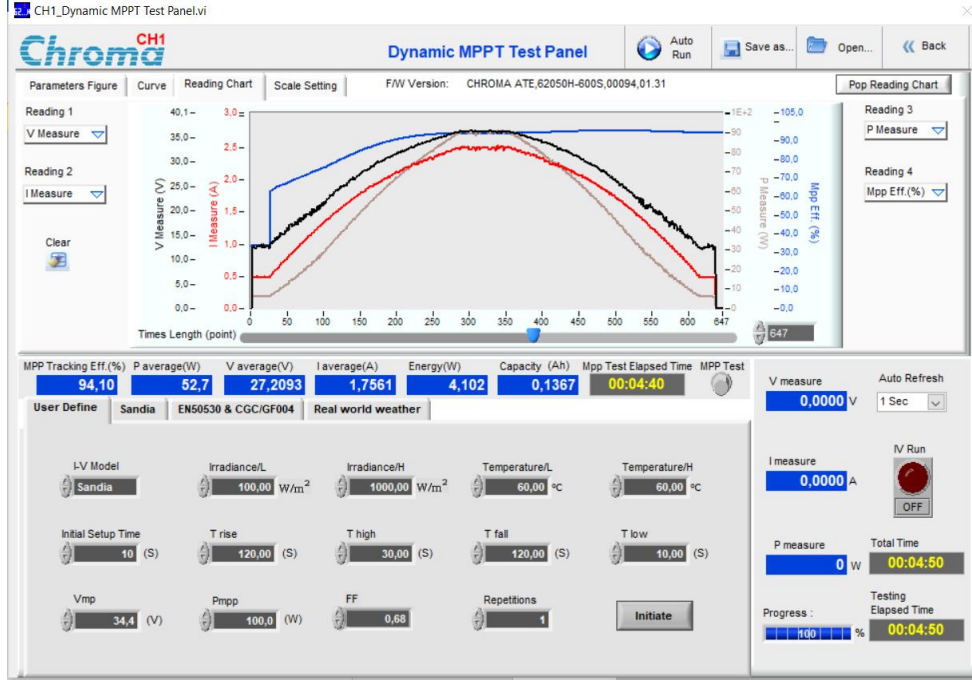 CH1_Dynamic MPPT Test Panel.vi
Chroma CH1
Dynamic MPPT Test Panel
Auto Run
Save as...
Open...
Back
Parameters Figure
Curve
Reading Chart
Scale Setting
F/W Version: CHROMA ATE,62050H-600S,00094,01.31
Pop Reading Chart
Reading 1
V Measure
Reading 2
I Measure
Clear
V Measure (V)
40,1
35,0
30,0
25,0
20,0
15,0
10,0
5,0
0,0
I Measure (A)
3,0
2,5
2,0
1,5
1,0
0,5
0,0
1E+2
90
80
70
60
50
40
30
20
10
0
P Measure (W)
105,0
90,0
80,0
70,0
60,0
50,0
40,0
30,0
20,0
10,0
0,0
Mpp Eff.(%)
Reading 3
P Measure
Reading 4
Mpp Eff.(%)
0 50 100 150 200 250 300 350 400 450 500 550 600 647
Times Length (point)
647
MPP Tracking Eff.(%) P average(W) V average(V) I average(A) Energy(W) Capacity (Ah) Mpp Test Elapsed Time MPP Test
94,10 52,7 27,2093 1,7561 4,102 0,1367 00:04:40
User Define
Sandia
EN50530 & CGC/GF004
Real world weather
I-V Model Irradiance/L Irradiance/H Temperature/L Temperature/H
Sandia 100,00 W/m² 1000,00 W/m² 60,00 ºC 60,00 ºC
Initial Setup Time T rise T high T fall T low
10 (S) 120,00 (S) 30,00 (S) 120,00 (S) 10,00 (S)
Vmp Pmpp FF Repetitions
34,4 (V) 100,0 (W) 0,68 1
Initiate
V measure
0,0000 V
Auto Refresh
1 Sec
I measure
0,0000 A
IV Run
OFF
P measure
0 W
Total Time
00:04:50
Progress :
100 %
Testing Elapsed Time
00:04:50